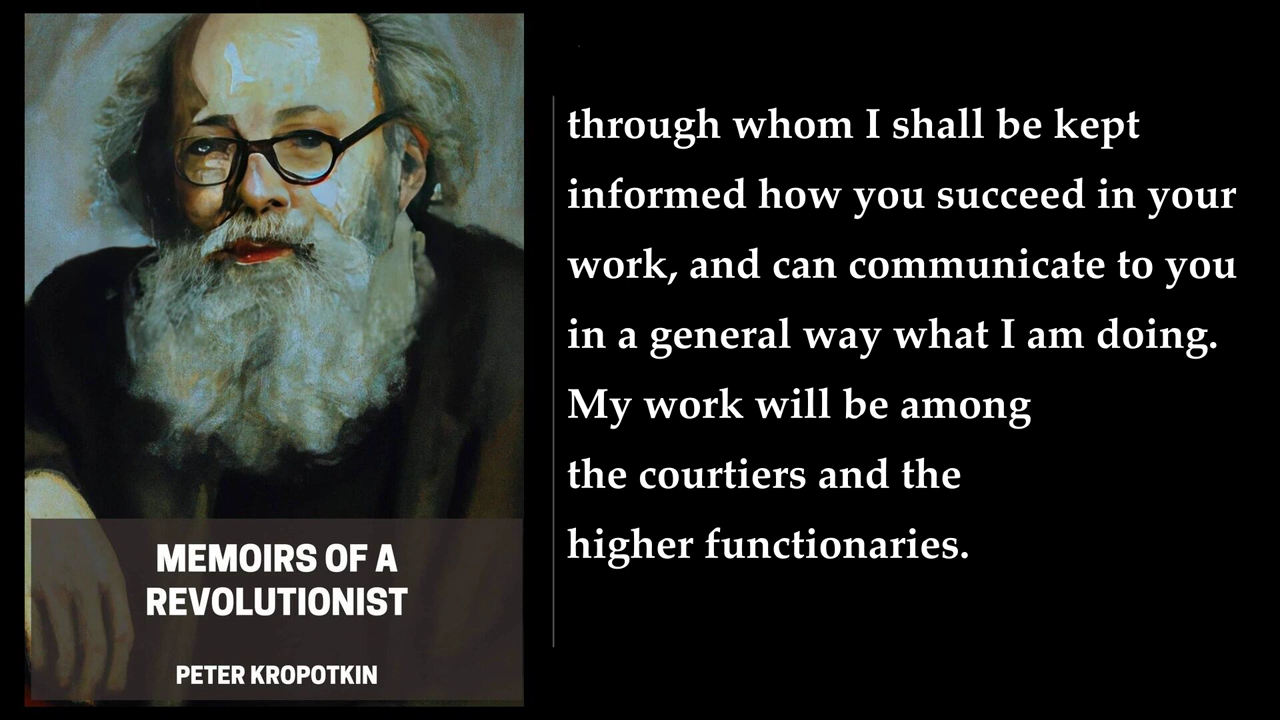 MEMOIRS OF A
REVOLUTIONIST
PETER KROPOTKIN
through whom I shall be kept
informed how you succeed in your
work, and can communicate to you
in a general way what I am doing.
My work will be among
the courtiers and the
higher functionaries.